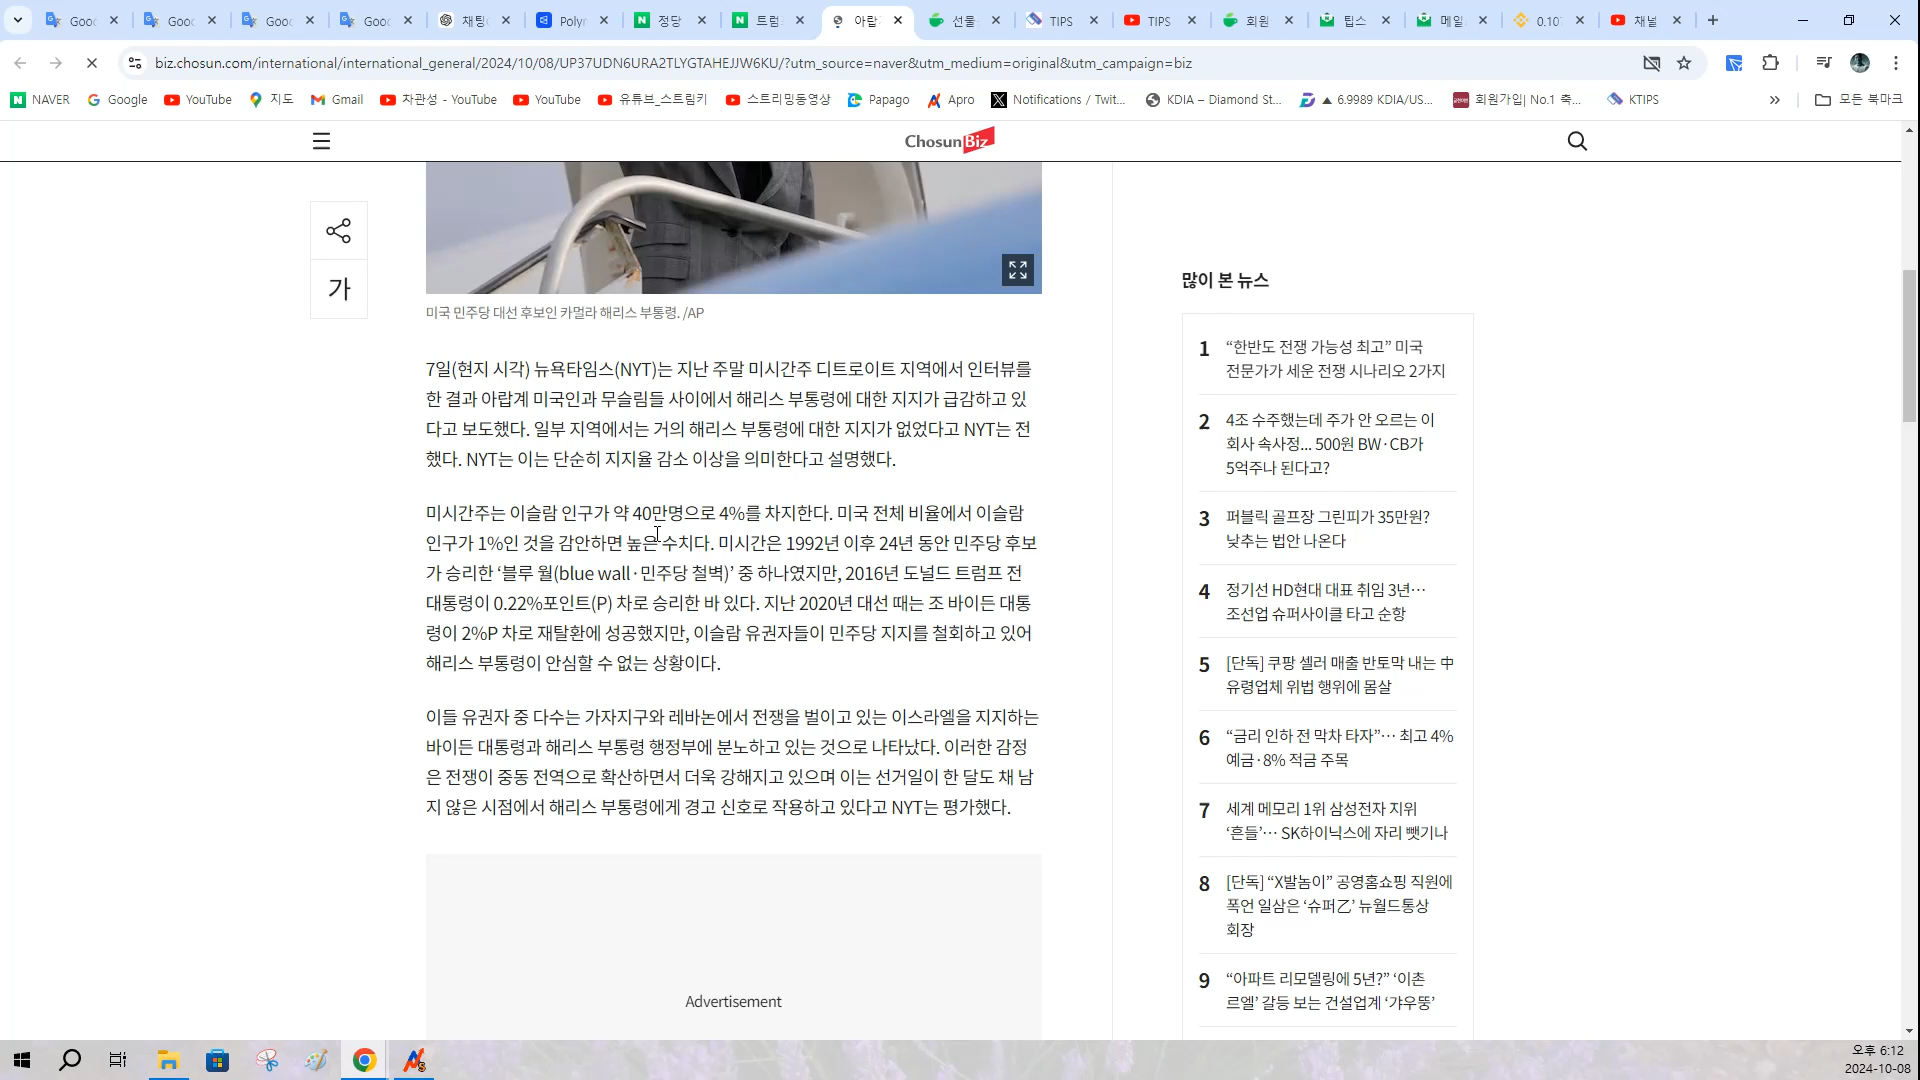 Goo
Goo
Goo
Goo
채팅
Polyr
정당
트럼
아랍
선물
TIPS
TIPS
회원
팁스
메일
0.10
채널
biz.chosun.com/international/international_general/2024/10/08/UP37UDN6URA2TLYGTAHEJJW6KU/?utm_source=naver&utm_medium=original&utm_campaign=biz
NAVER
Google
YouTube
지도
Gmail
차관성 - YouTube
YouTube
유튜브_스트림키
스트리밍동영상
Papago
Apro
Notifications / Twit...
KDIA – Diamond St...
▲ 6.9989 KDIA/US...
회원가입| No.1 축...
KTIPS
»
모든 북마크
ChosunBiz
가
미국 민주당 대선 후보인 카멀라 해리스 부통령. /AP
7일(현지 시각) 뉴욕타임스(NYT)는 지난 주말 미시간주 디트로이트 지역에서 인터뷰를
한 결과 아랍계 미국인과 무슬림들 사이에서 해리스 부통령에 대한 지지가 급감하고 있
다고 보도했다. 일부 지역에서는 거의 해리스 부통령에 대한 지지가 없었다고 NYT는 전
했다. NYT는 이는 단순히 지지율 감소 이상을 의미한다고 설명했다.
미시간주는 이슬람 인구가 약 40만명으로 4%를 차지한다. 미국 전체 비율에서 이슬람
인구가 1%인 것을 감안하면 높은 수치다. 미시간은 1992년 이후 24년 동안 민주당 후보
가 승리한 ‘블루 월(blue wall·민주당 철벽)’ 중 하나였지만, 2016년 도널드 트럼프 전
대통령이 0.22%포인트(P) 차로 승리한 바 있다. 지난 2020년 대선 때는 조 바이든 대통
령이 2%P 차로 재탈환에 성공했지만, 이슬람 유권자들이 민주당 지지를 철회하고 있어
해리스 부통령이 안심할 수 없는 상황이다.
이들 유권자 중 다수는 가자지구와 레바논에서 전쟁을 벌이고 있는 이스라엘을 지지하는
바이든 대통령과 해리스 부통령 행정부에 분노하고 있는 것으로 나타났다. 이러한 감정
은 전쟁이 중동 전역으로 확산하면서 더욱 강해지고 있으며 이는 선거일이 한 달도 채 남
지 않은 시점에서 해리스 부통령에게 경고 신호로 작용하고 있다고 NYT는 평가했다.
Advertisement
많이 본 뉴스
1 “한반도 전쟁 가능성 최고” 미국
전문가가 세운 전쟁 시나리오 2가지
2 4조 수주했는데 주가 안 오르는 이
회사 속사정... 500원 BW·CB가
5억주나 된다고?
3 퍼블릭 골프장 그린피가 35만원?
낮추는 법안 나온다
4 정기선 HD현대 대표 취임 3년…
조선업 슈퍼사이클 타고 순항
5 [단독] 쿠팡 셀러 매출 반토막 내는 中
유령업체 위법 행위에 몸살
6 “금리 인하 전 막차 타자”… 최고 4%
예금·8% 적금 주목
7 세계 메모리 1위 삼성전자 지위
‘흔들’… SK하이닉스에 자리 뺏기나
8 [단독] “X발놈이” 공영홈쇼핑 직원에
폭언 일삼은 ‘슈퍼乙’ 뉴월드통상
회장
9 “아파트 리모델링에 5년?” ‘이촌
르엘’ 갈등 보는 건설업계 ‘갸우뚱’
오후 6:12
2024-10-08